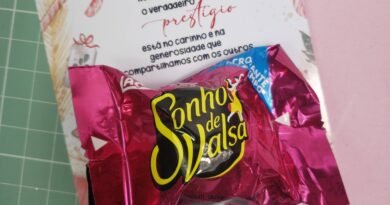 o verdadeiro
prestígio
está no carinho e na
generosidade que
compartilhamos com os outros
Sonho
de
Valsa